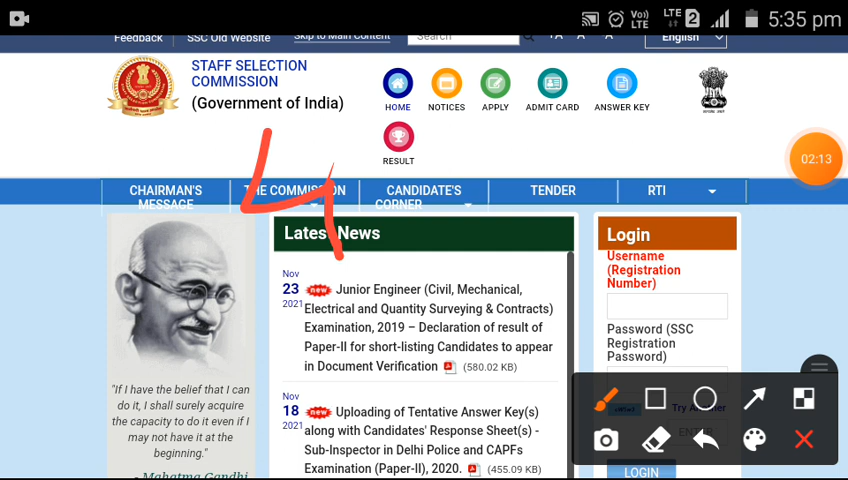 LTE 2 5:35 pm
Feedback SSC Old Website Skip to Main Content Search A A English
STAFF SELECTION
COMMISSION
(Government of India)
HOME NOTICES APPLY ADMIT CARD ANSWER KEY
RESULT
02:13
CHAIRMAN'S
MESSAGE
THE COMMISSION
CANDIDATE'S
CORNER
TENDER
RTI
Latest News
Nov
23
2021
new Junior Engineer (Civil, Mechanical,
Electrical and Quantity Surveying & Contracts)
Examination, 2019 – Declaration of result of
Paper-II for short-listing Candidates to appear
in Document Verification (580.02 KB)
Nov
18
2021
new Uploading of Tentative Answer Key(s)
along with Candidates' Response Sheet(s) -
Sub-Inspector in Delhi Police and CAPFs
Examination (Paper-II), 2020. (455.09 KB)
"If I have the belief that I can
do it, I shall surely acquire
the capacity to do it even if I
may not have it at the
beginning."
- Mahatma Gandhi
Login
Username
(Registration
Number)
Password (SSC
Registration
Password)
Try Another
ENTER
LOGIN